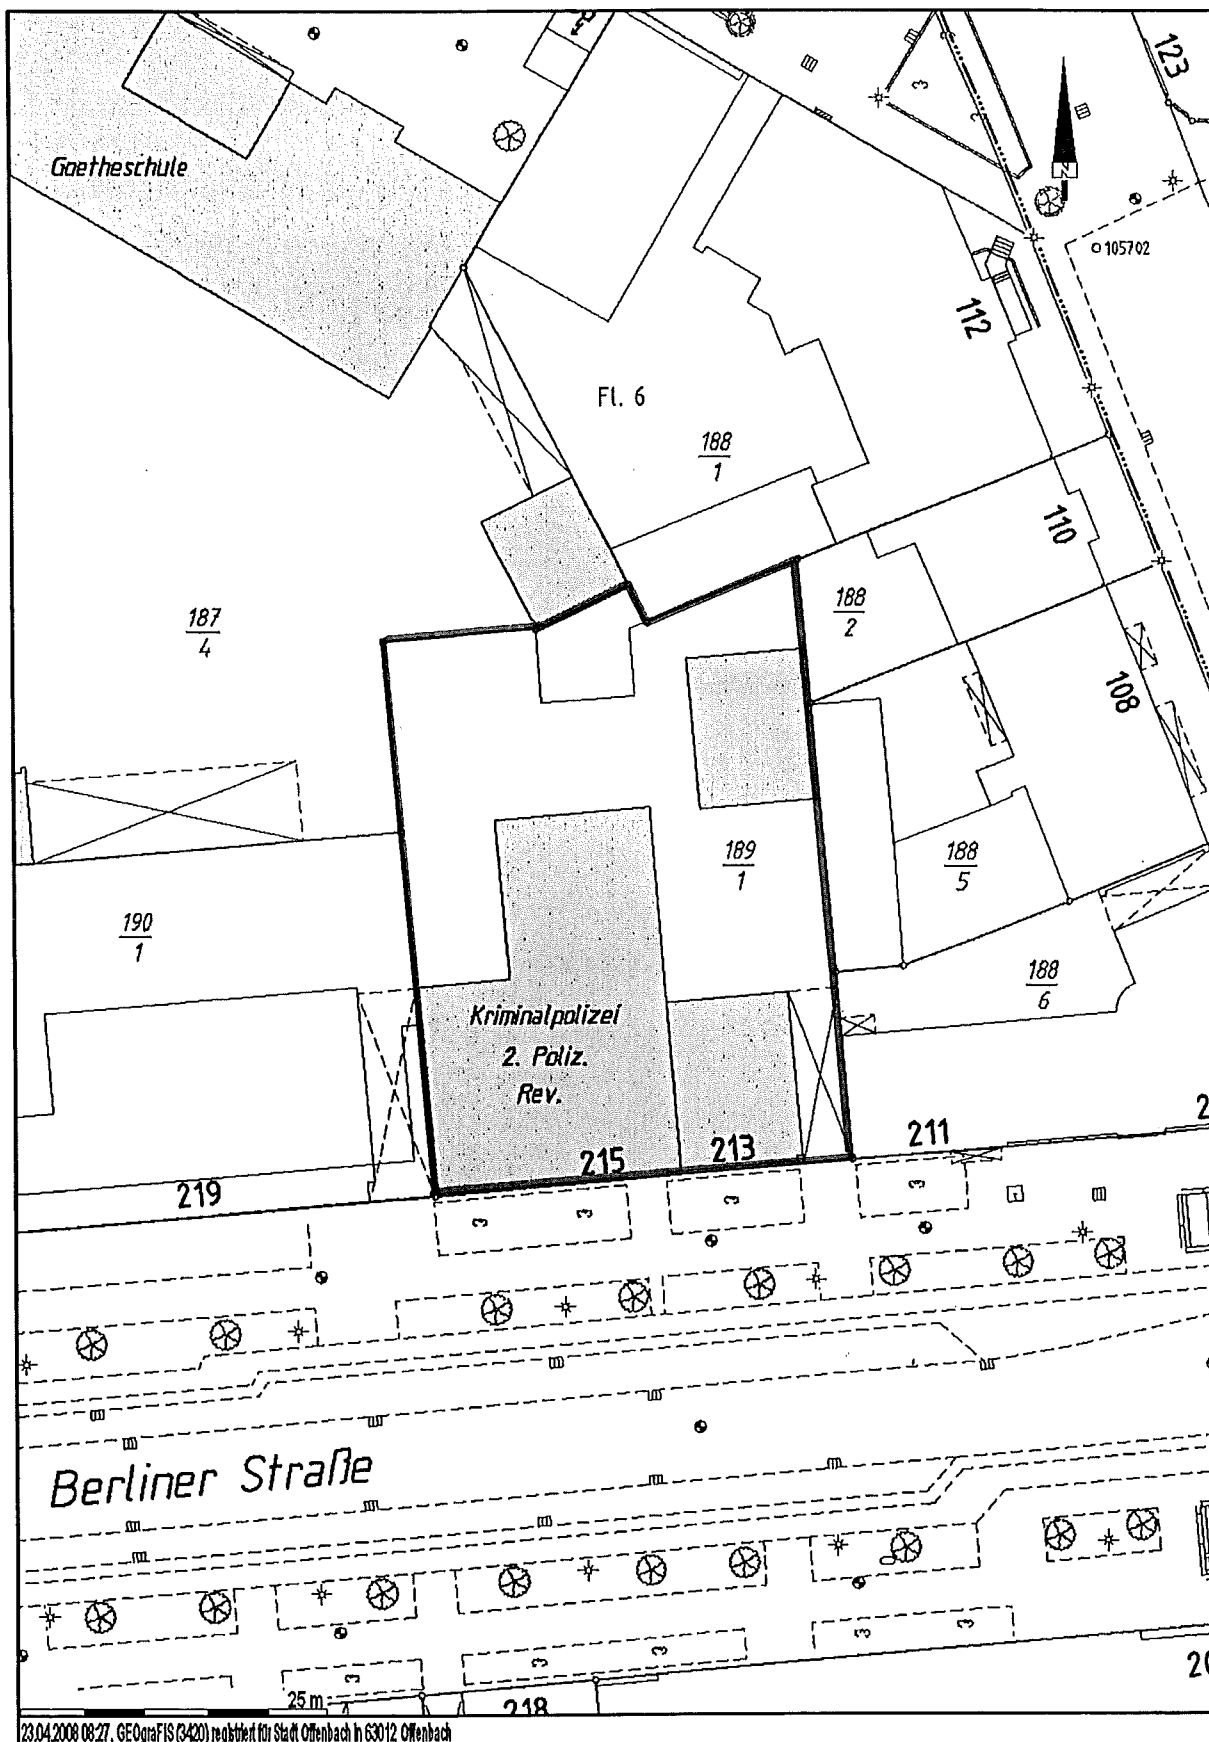 123
Goetheschule
N
105702
112
Fl. 6
188
1
110
188
2
187
4
108
189
1
188
5
190
1
188
6
Kriminalpolizei
2. Poliz.
Rev.
211
213
215
219
Berliner Straße
25 m
218
23.04.2008 08:27, GEOgraFIS (3420) registriert für Stadt Offenbach in 63012 Offenbach